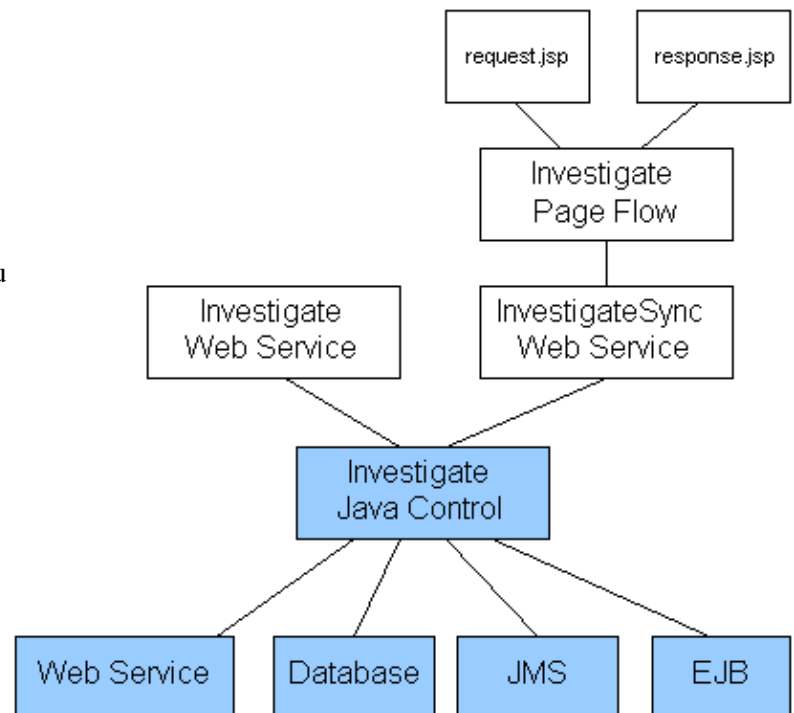 request.jsp
response.jsp
Investigate
Page Flow
u
Investigate
Web Service
InvestigateSync
Web Service
Investigate
Java Control
Web Service
Database
JMS
EJB